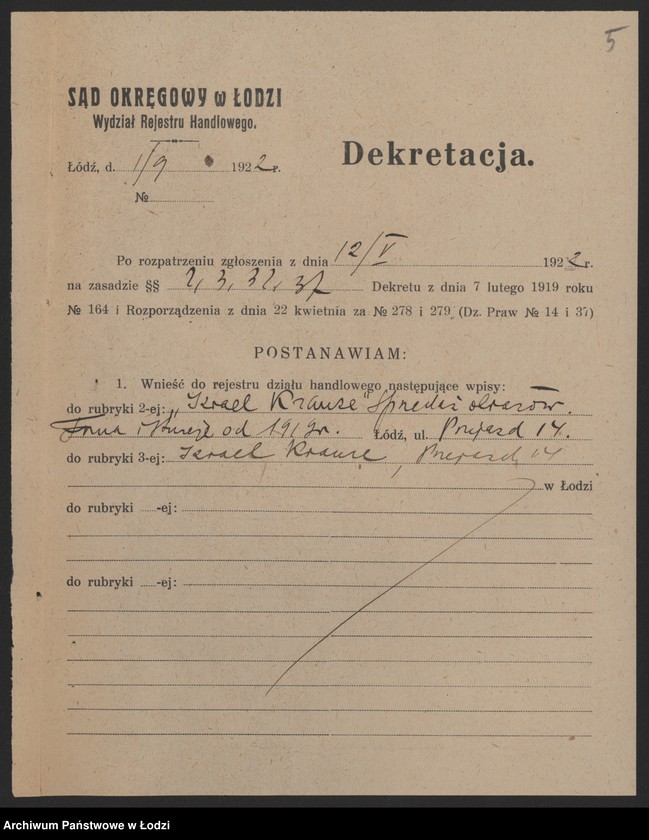 5
SĄD OKRĘGOWY w ŁODZI
Wydział Rejestru Handlowego.
Dekretacja.
Łódź, d. 1/9 1922 r.
№
Po rozpatrzeniu zgłoszenia z dnia 12/V 1922 r.
na zasadzie §§ 2, 3, 32, 37 Dekretu z dnia 7 lutego 1919 roku
№ 164 i Rozporządzenia z dnia 22 kwietnia za № 278 i 279 (Dz. Praw № 14 i 37)
POSTANAWIAM:
1. Wnieść do rejestru działu handlowego następujące wpisy:
do rubryki 2-ej: „Izrael Krauze" Sprzedaż obrazów.
Firma istnieje od 1919 r. Łódź, ul. Przejazd 14.
do rubryki 3-ej: Izrael Krauze, Przejazd 14
w Łodzi
do rubryki -ej:
do rubryki -ej:
Archiwum Państwowe w Łodzi